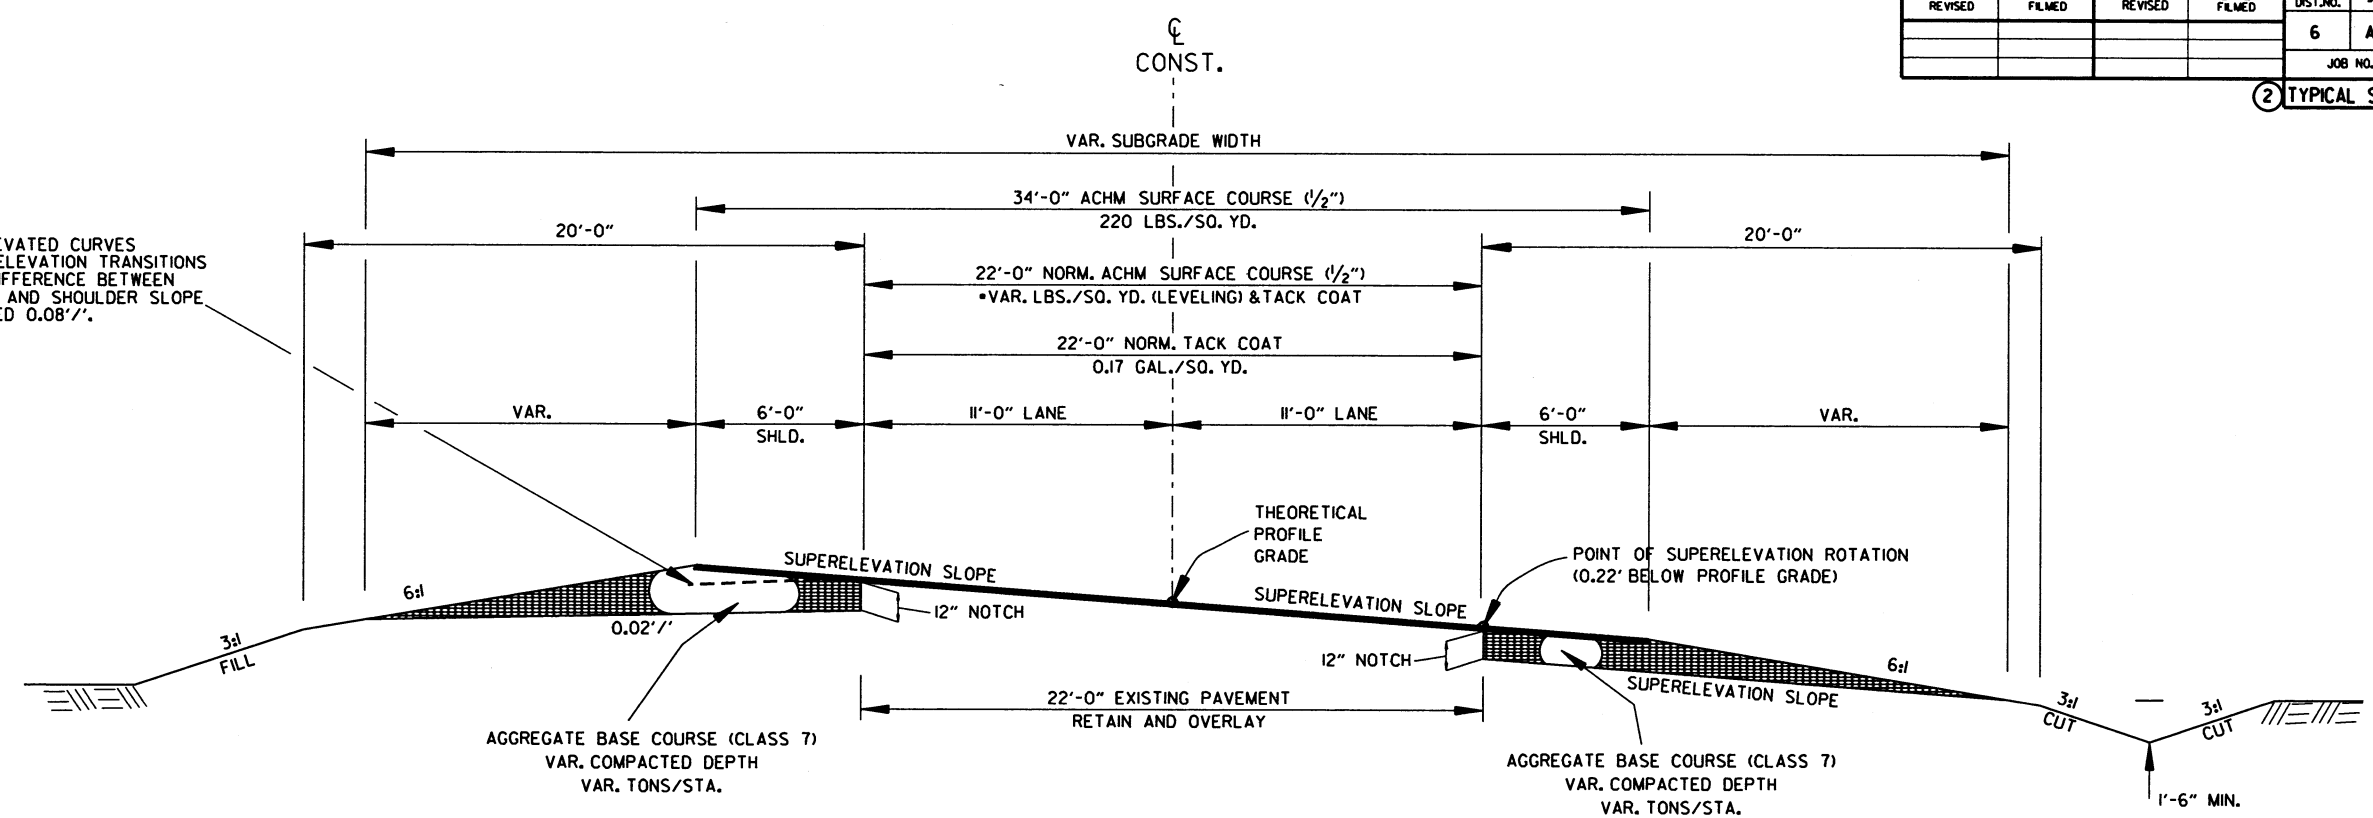 REVISED FILMED REVISED FILMED DIST.NO.
6 A
JOB NO.
2 TYPICAL S
℄
CONST.
VAR. SUBGRADE WIDTH
34'-0" ACHM SURFACE COURSE (1/2")
220 LBS./SQ. YD.
20'-0"
20'-0"
EVATED CURVES
ELEVATION TRANSITIONS
FFERENCE BETWEEN
AND SHOULDER SLOPE
ED 0.08'/'.
22'-0" NORM. ACHM SURFACE COURSE (1/2")
*VAR. LBS./SQ. YD. (LEVELING) & TACK COAT
22'-0" NORM. TACK COAT
0.17 GAL./SQ. YD.
VAR. 6'-0" 11'-0" LANE 11'-0" LANE 6'-0" VAR.
SHLD. SHLD.
THEORETICAL
PROFILE
GRADE
SUPERELEVATION SLOPE
POINT OF SUPERELEVATION ROTATION
(0.22' BELOW PROFILE GRADE)
6:1
SUPERELEVATION SLOPE
12" NOTCH
0.02'/'
3:1
FILL
12" NOTCH
6:1
SUPERELEVATION SLOPE
3:1
CUT
3:1
CUT
22'-0" EXISTING PAVEMENT
RETAIN AND OVERLAY
AGGREGATE BASE COURSE (CLASS 7)
VAR. COMPACTED DEPTH
VAR. TONS/STA.
AGGREGATE BASE COURSE (CLASS 7)
VAR. COMPACTED DEPTH
VAR. TONS/STA.
1'-6" MIN.